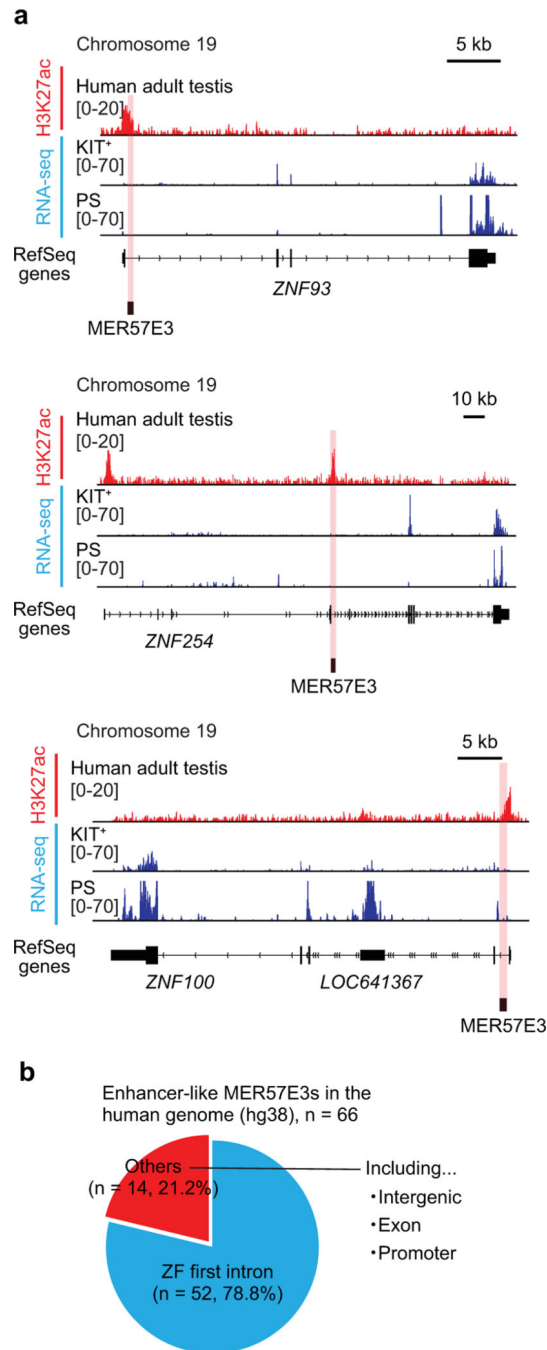 a
Chromosome 19
5 kb
H3K27ac
Human adult testis
[0-20]
RNA-seq
KIT⁺
[0-70]
PS
[0-70]
RefSeq
genes
ZNF93
MER57E3
Chromosome 19
10 kb
H3K27ac
Human adult testis
[0-20]
RNA-seq
KIT⁺
[0-70]
PS
[0-70]
RefSeq
genes
ZNF254
MER57E3
Chromosome 19
5 kb
H3K27ac
Human adult testis
[0-20]
RNA-seq
KIT⁺
[0-70]
PS
[0-70]
RefSeq
genes
ZNF100
LOC641367
MER57E3
b
Enhancer-like MER57E3s in the
human genome (hg38), n = 66
Others
(n = 14, 21.2%)
Including...
・Intergenic
・Exon
・Promoter
ZF first intron
(n = 52, 78.8%)